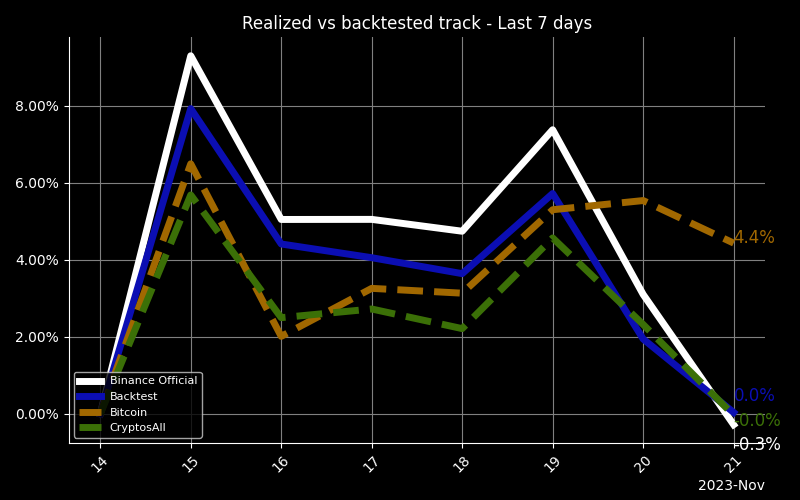 Realized vs backtested track - Last 7 days
8.00%
6.00%
4.00%
2.00%
0.00%
4.4%
0.0%
-0.0%
-0.3%
Binance Official
Backtest
Bitcoin
CryptosAll
14 15 16 17 18 19 20 21
2023-Nov